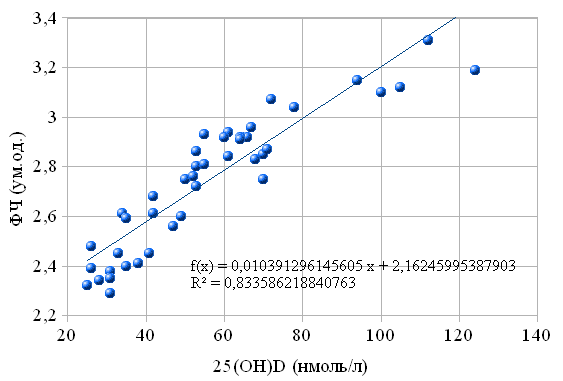 3,4
3,2
3
2,8
2,6
2,4
2,2
ФЧ (ум.од.)
f(x) = 0,010391296145605 x + 2,16245995387903
R² = 0,833586218840763
20 40 60 80 100 120 140
25(OH)D (нмоль/л)